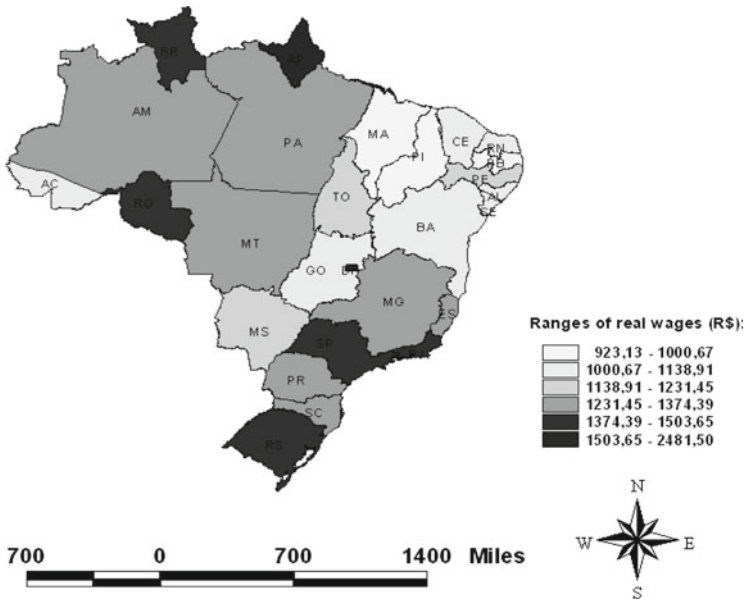 RR
AP
AM
PA
MA
CE
RN
PI
PB
PE
AL
SE
AC
RO
TO
BA
MT
GO
DF
MG
ES
MS
SP
RJ
PR
SC
RS
Ranges of real wages (R$):
923,13 - 1000,67
1000,67 - 1138,91
1138,91 - 1231,45
1231,45 - 1374,39
1374,39 - 1503,65
1503,65 - 2481,50
N
W E
S
700 0 700 1400 Miles